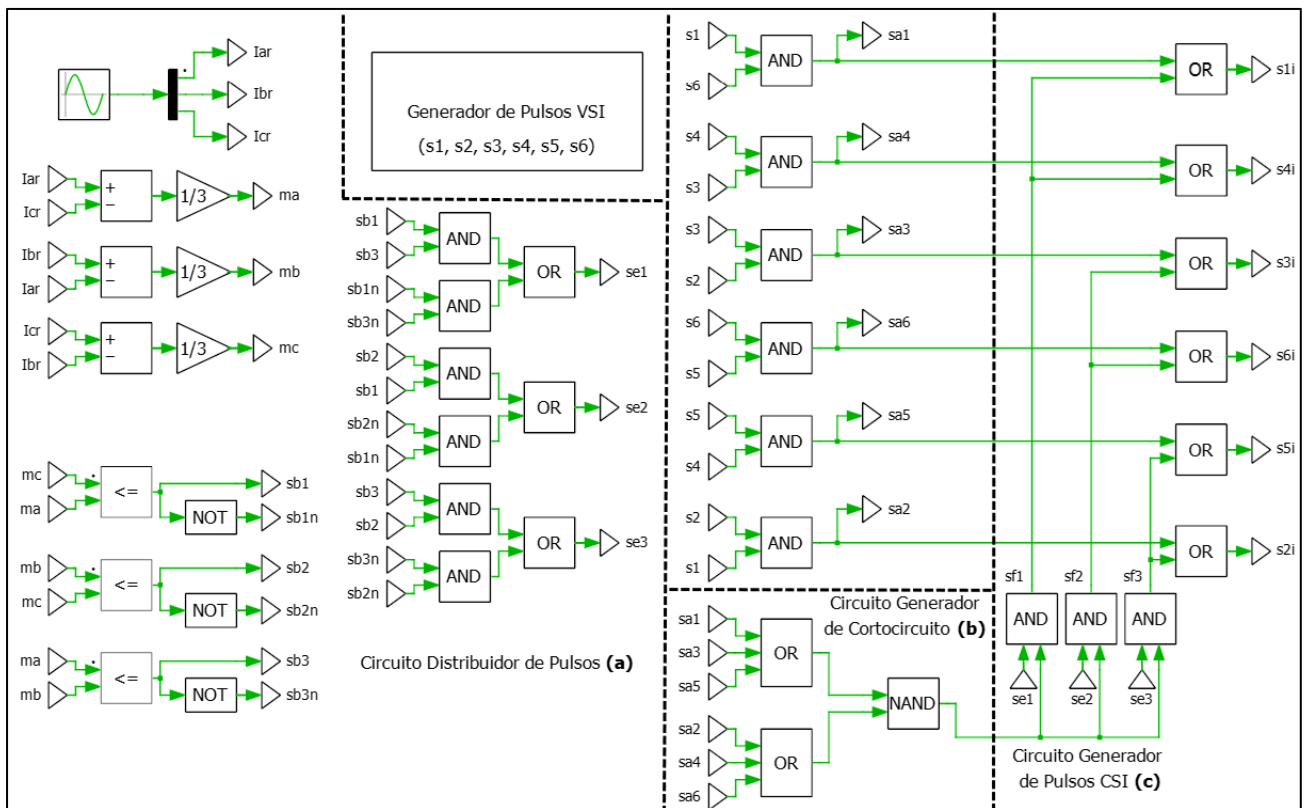 Iar
Ibr
Icr
Iar
Icr
+
−
1/3
ma
Ibr
Iar
+
−
1/3
mb
Icr
Ibr
+
−
1/3
mc
mc
ma
<=
NOT
sb1
sb1n
mb
mc
<=
NOT
sb2
sb2n
ma
mb
<=
NOT
sb3
sb3n
Generador de Pulsos VSI
(s1, s2, s3, s4, s5, s6)
sb1
sb3
AND
sb1n
sb3n
AND
OR
se1
sb2
sb1
AND
sb2n
sb1n
AND
OR
se2
sb3
sb2
AND
sb3n
sb2n
AND
OR
se3
Circuito Distribuidor de Pulsos (a)
s1
s6
AND
sa1
s4
s3
AND
sa4
s3
s2
AND
sa3
s6
s5
AND
sa6
s5
s4
AND
sa5
s2
s1
AND
sa2
Circuito Generador
de Cortocircuito (b)
sa1
sa3
sa5
OR
sa2
sa4
sa6
OR
NAND
OR
s1i
OR
s4i
OR
s3i
OR
s6i
OR
s5i
OR
s2i
sf1
sf2
sf3
AND
AND
AND
se1
se2
se3
Circuito Generador
de Pulsos CSI (c)